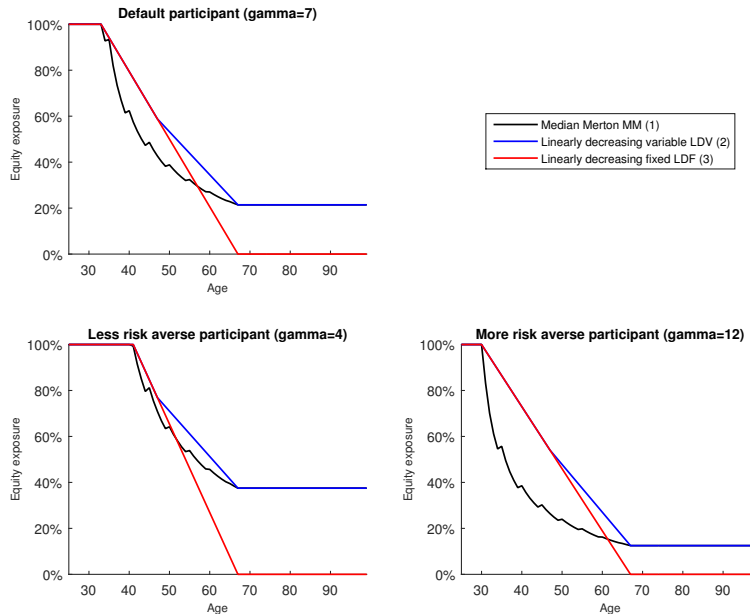 Default participant (gamma=7)
100%
80%
60%
40%
20%
0%
Equity exposure
30 40 50 60 70 80 90
Age
Median Merton MM (1)
Linearly decreasing variable LDV (2)
Linearly decreasing fixed LDF (3)
Less risk averse participant (gamma=4)
100%
80%
60%
40%
20%
0%
Equity exposure
30 40 50 60 70 80 90
Age
More risk averse participant (gamma=12)
100%
80%
60%
40%
20%
0%
Equity exposure
30 40 50 60 70 80 90
Age